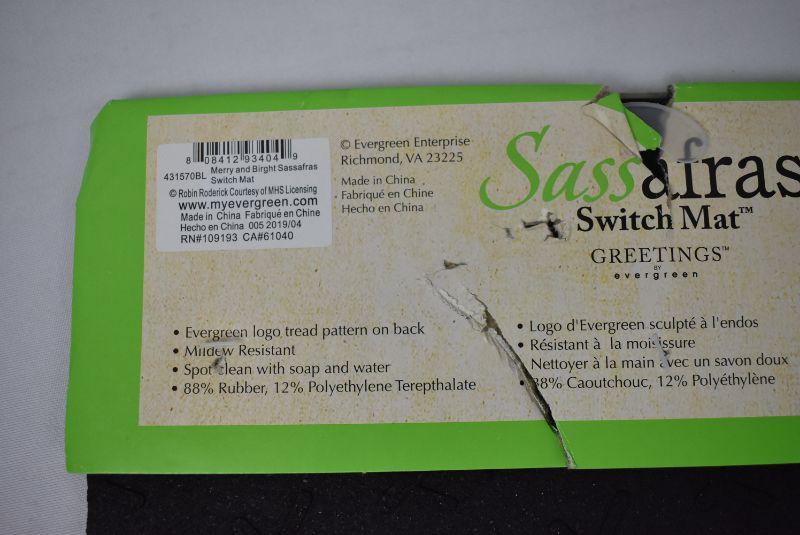 8 08412 93404 9
431570BL Merry and Birght Sassafras
Switch Mat
© Robin Roderick Courtesy of MHS Licensing
www.myevergreen.com
Made in China Fabriqué en Chine
Hecho en China 005 2019/04
RN#109193 CA#61040
© Evergreen Enterprise
Richmond, VA 23225
Made in China
Fabriqué en Chine
Hecho en China
Sassafras
Switch Mat™
GREETINGS™
BY
evergreen
• Evergreen logo tread pattern on back
• Mildew Resistant
• Spot clean with soap and water
• 88% Rubber, 12% Polyethylene Terepthalate
• Logo d'Evergreen sculpté à l'endos
• Résistant à la moisissure
Nettoyer à la main avec un savon doux
• 88% Caoutchouc, 12% Polyéthylène